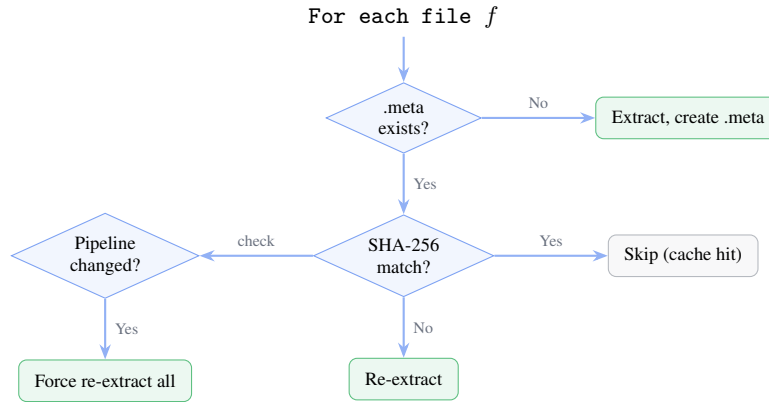 For each file f
.meta
exists?
No
Extract, create .meta
Yes
Pipeline
changed?
check
SHA-256
match?
Yes
Skip (cache hit)
Yes
No
Force re-extract all
Re-extract